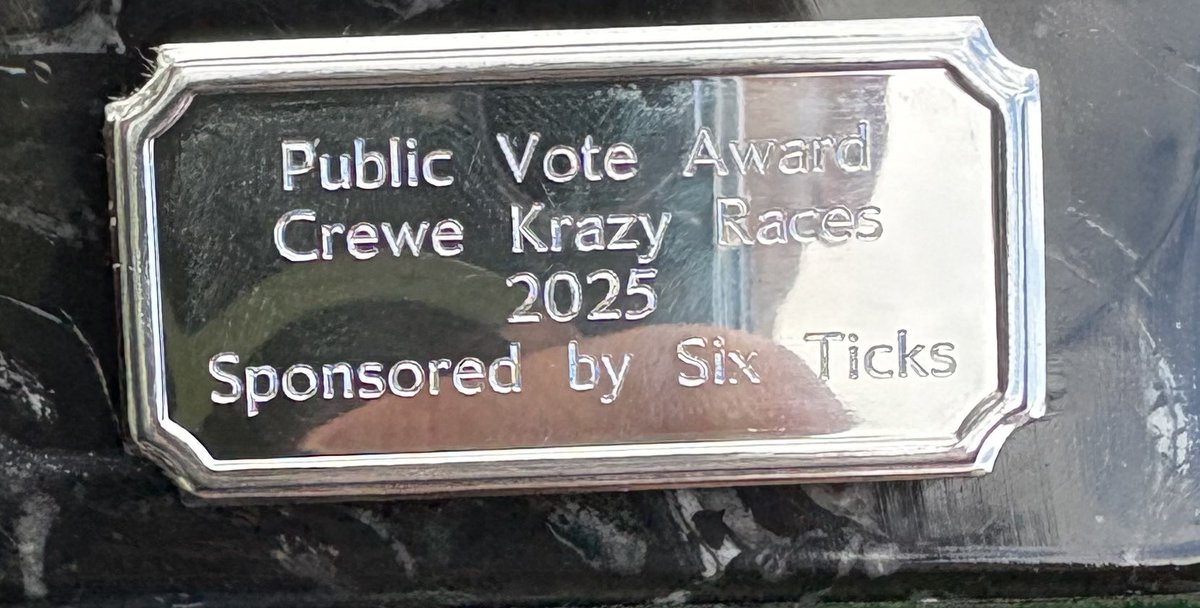 Public Vote Award
Crewe Krazy Races
2025
Sponsored by Six Ticks